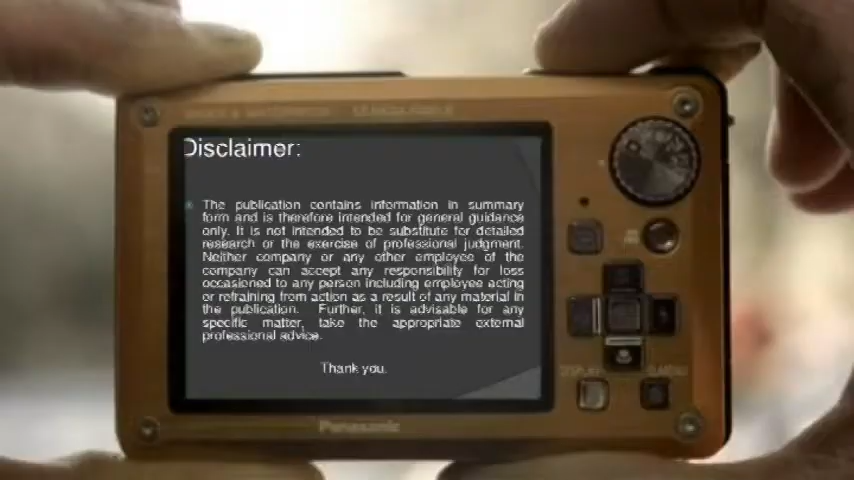 Disclaimer:
The publication contains information in summary
form and is therefore intended for general guidance
only. It is not intended to be substitute for detailed
research or the exercise of professional judgment.
Neither company or any other employee of the
company can accept any responsibility for loss
occasioned to any person including employee acting
or refraining from action as a result of any material in
the publication. Further, it is advisable for any
specific matter, take the appropriate external
professional advice.
Thank you.
Panasonic